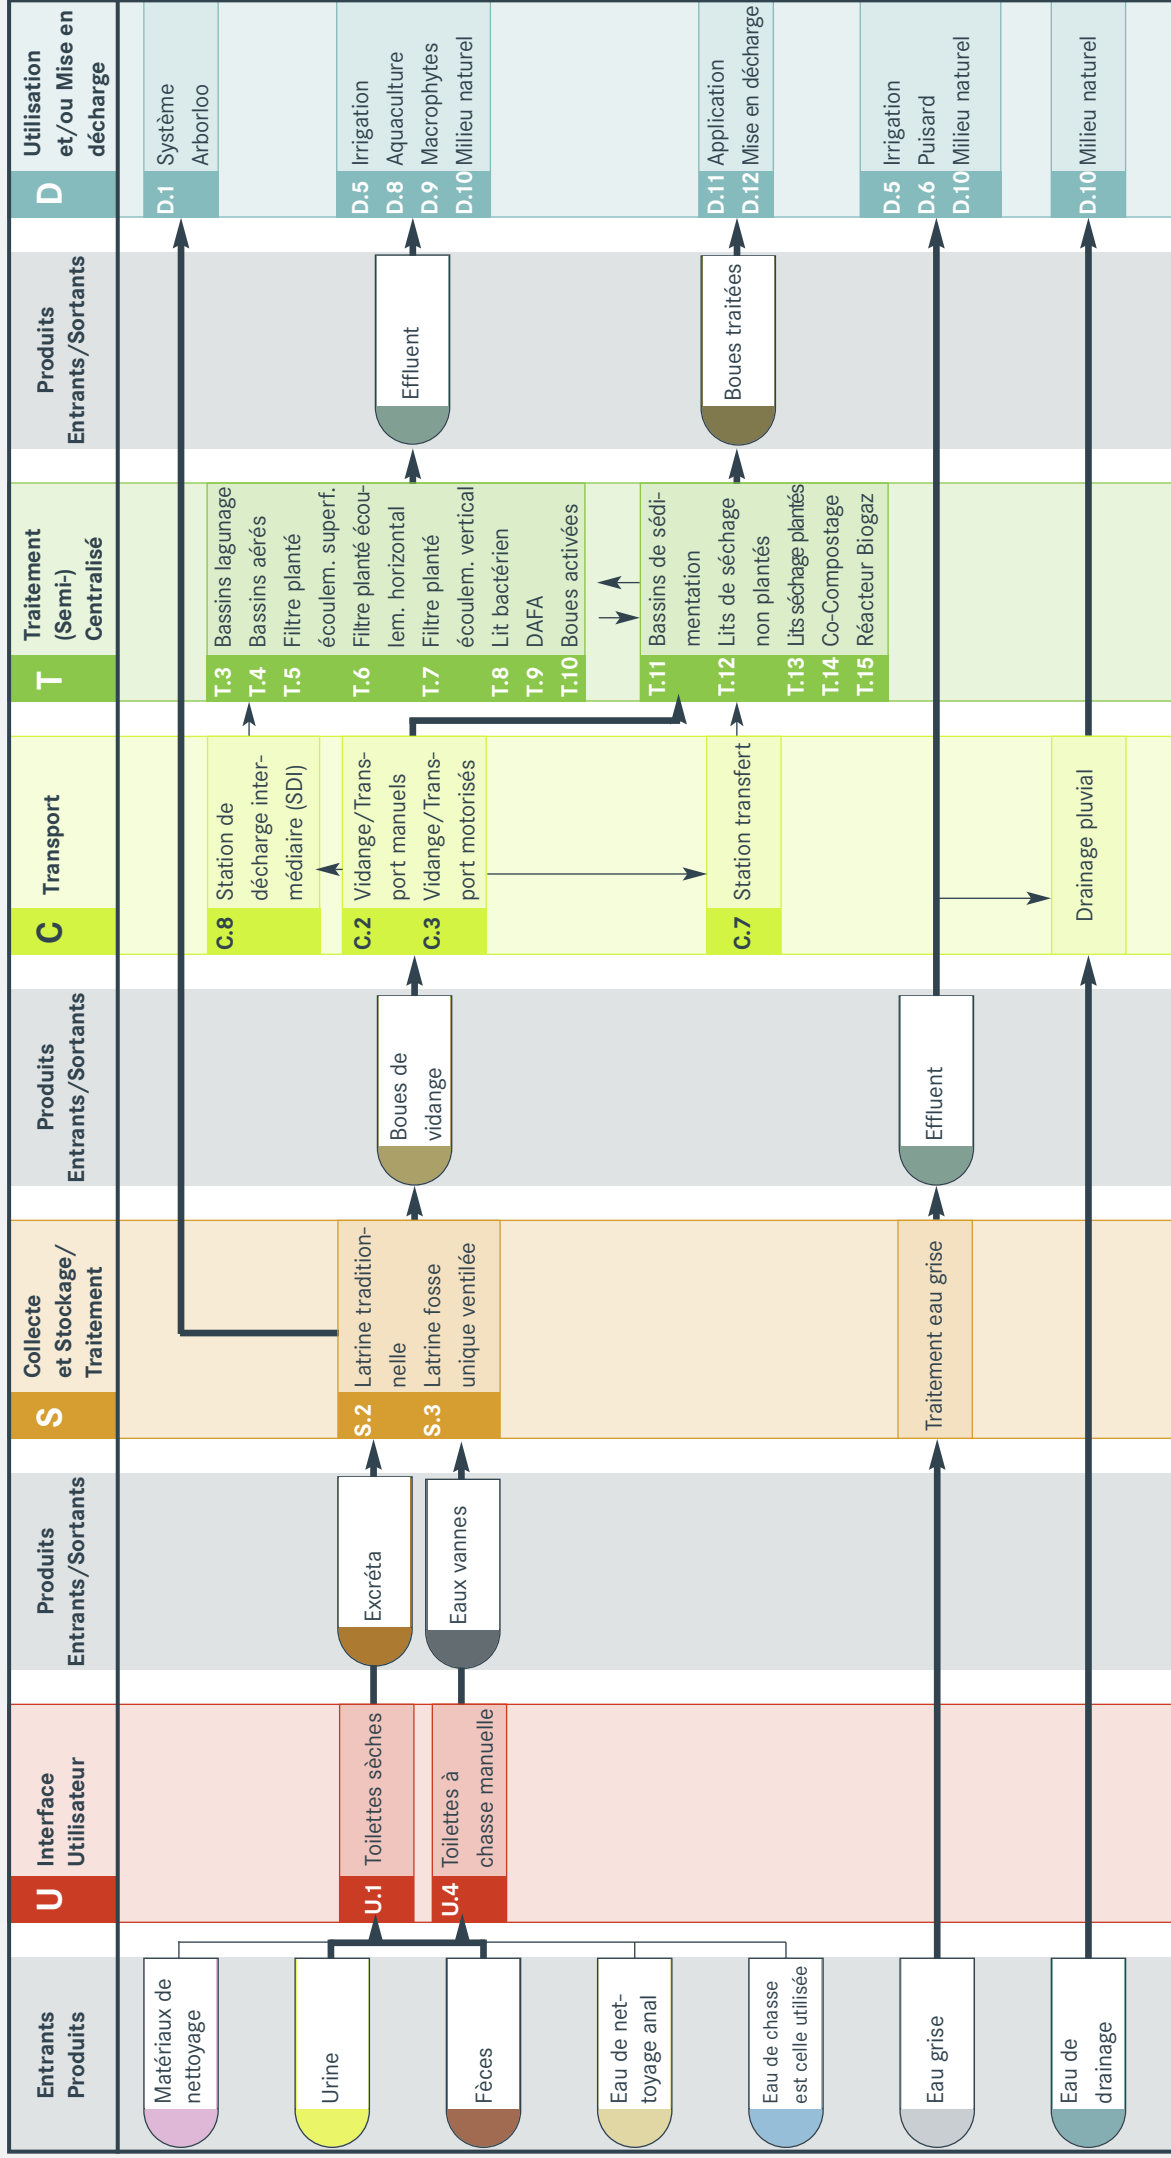 Entrants
Produits
U Interface
Utilisateur
Produits
Entrants/Sortants
S Collecte
et Stockage/
Traitement
Produits
Entrants/Sortants
C Transport
T Traitement
(Semi-)
Centralisé
Produits
Entrants/Sortants
D Utilisation
et/ou Mise en
décharge
Matériaux de
nettoyage
Urine
Fèces
Eau de net-
toyage anal
Eau de chasse
est celle utilisée
Eau grise
Eau de
drainage
U.1 Toilettes sèches
U.4 Toilettes à
chasse manuelle
Excréta
Eaux vannes
S.2 Latrine tradition-
nelle
S.3 Latrine fosse
unique ventilée
Traitement eau grise
Boues de
vidange
Effluent
C.8 Station de
décharge inter-
médiaire (SDI)
C.2 Vidange/Trans-
port manuels
C.3 Vidange/Trans-
port motorisés
C.7 Station transfert
Drainage pluvial
T.3 Bassins lagunage
T.4 Bassins aérés
T.5 Filtre planté
écoulem. superf.
T.6 Filtre planté écou-
lem. horizontal
T.7 Filtre planté
écoulem. vertical
T.8 Lit bactérien
T.9 DAFA
T.10 Boues activées
T.11 Bassins de sédi-
mentation
T.12 Lits de séchage
non plantés
T.13 Lits séchage plantés
T.14 Co-Compostage
T.15 Réacteur Biogaz
Effluent
Boues traitées
D.1 Système
Arborloo
D.5 Irrigation
D.8 Aquaculture
D.9 Macrophytes
D.10 Milieu naturel
D.11 Application
D.12 Mise en décharge
D.5 Irrigation
D.6 Puisard
D.10 Milieu naturel
D.10 Milieu naturel